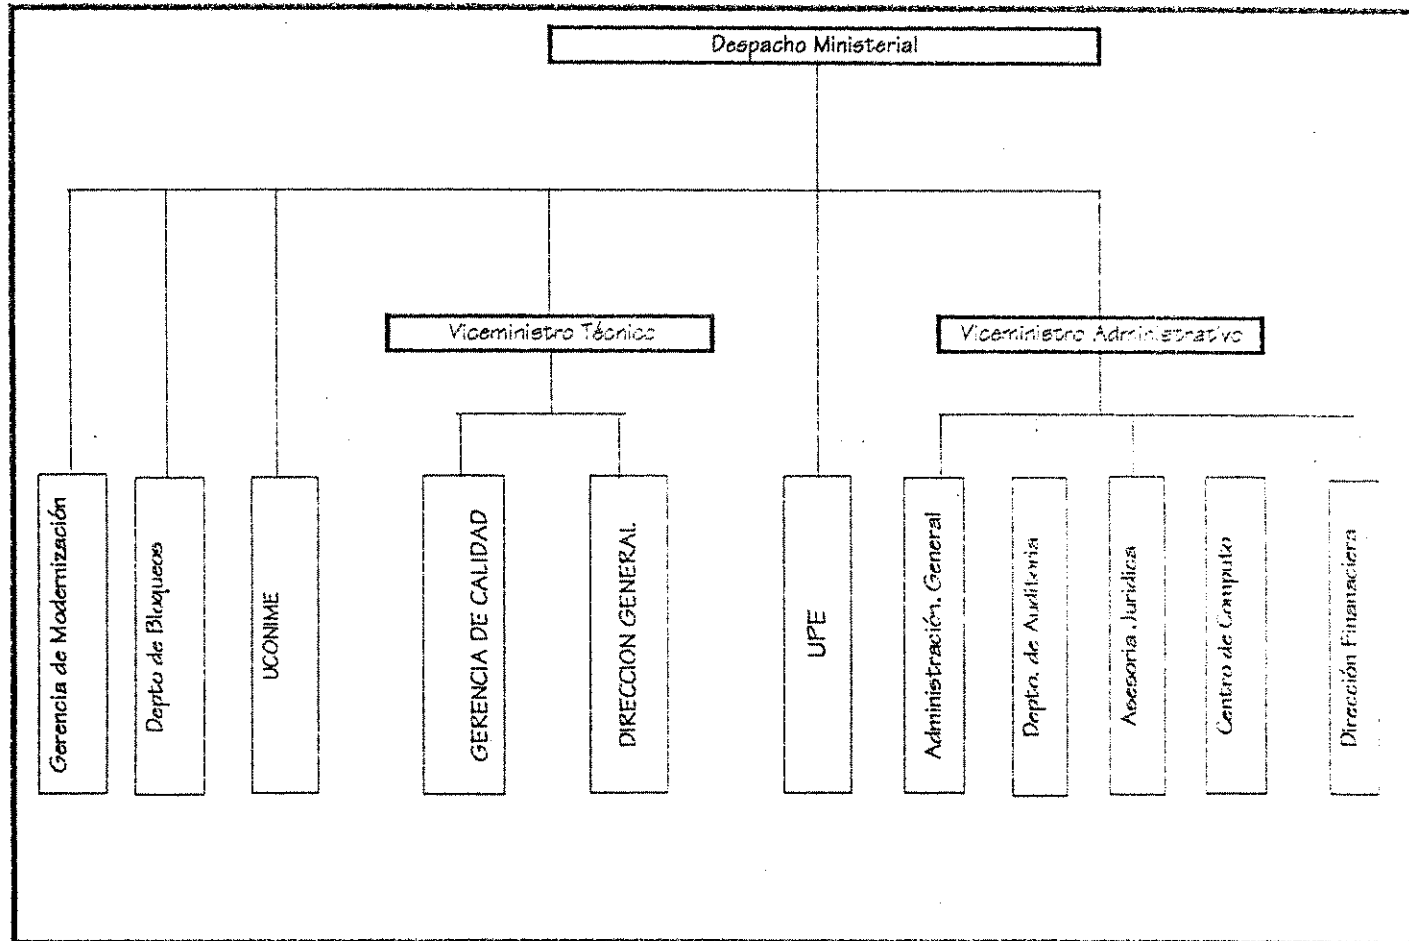 Despacho Ministerial
Viceministro Técnico
Viceministro Administrativo
Gerencia de Modernización
Depto de Bloqueos
UCONIME
GERENCIA DE CALIDAD
DIRECCION GENERAL
UPE
Administración. General
Depto. de Auditoria
Asesoria Juridica
Centro de Computo
Dirección Finanaciera